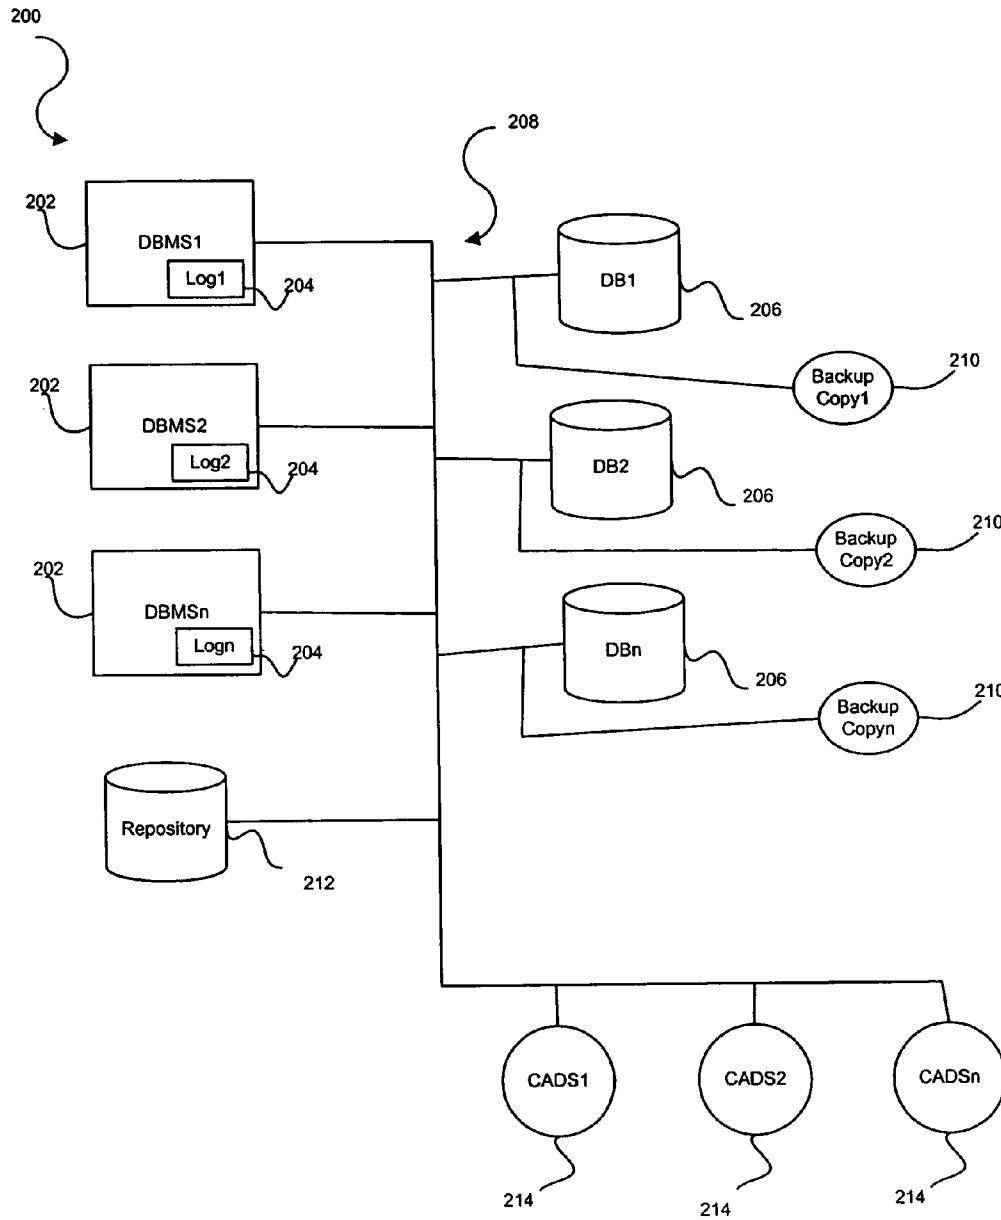 200
208
202
DBMS1
Log1
204
DB1
206
210
Backup
Copy1
202
DBMS2
Log2
204
DB2
206
210
Backup
Copy2
202
DBMSn
Logn
204
DBn
206
210
Backup
Copyn
Repository
212
CADS1
CADS2
CADSn
214
214
214